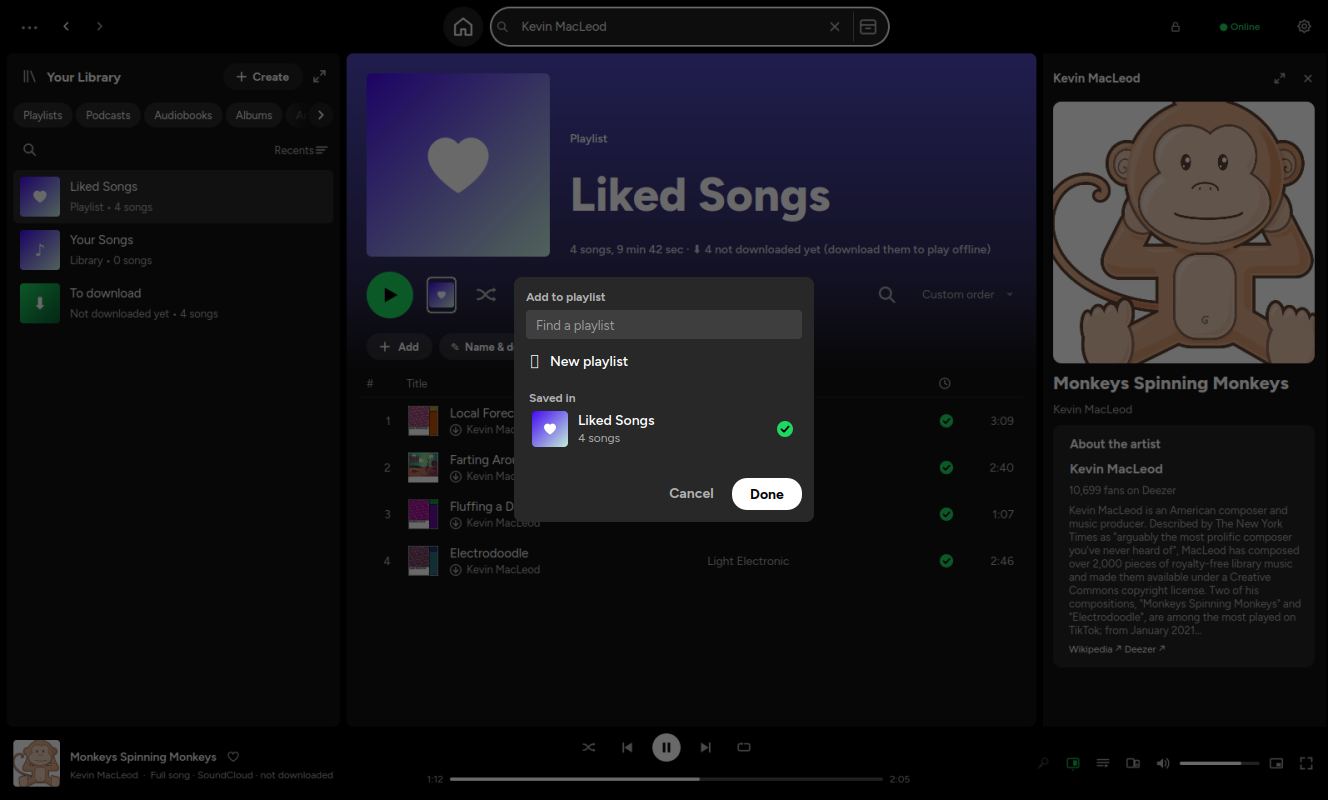 Kevin MacLeod
Online
Your Library
Create
Playlists
Podcasts
Audiobooks
Albums
Recents
Liked Songs
Playlist • 4 songs
Your Songs
Library • 0 songs
To download
Not downloaded yet • 4 songs
Playlist
Liked Songs
4 songs, 9 min 42 sec · ⬇ 4 not downloaded yet (download them to play offline)
Custom order
Add
Name & d
# Title
1 Local Forec 3:09
Kevin Mac
2 Farting Arou 2:40
Kevin Mac
3 Fluffing a D 1:07
Kevin MacLeod
4 Electrodoodle Light Electronic 2:46
Kevin MacLeod
Add to playlist
Find a playlist
New playlist
Saved in
Liked Songs
4 songs
Cancel
Done
Kevin MacLeod
Monkeys Spinning Monkeys
Kevin MacLeod
About the artist
Kevin MacLeod
10,699 fans on Deezer
Kevin MacLeod is an American composer and
music producer. Described by The New York
Times as "arguably the most prolific composer
you've never heard of", MacLeod has composed
over 2,000 pieces of royalty-free library music
and made them available under a Creative
Commons copyright license. Two of his
compositions, "Monkeys Spinning Monkeys" and
"Electrodoodle", are among the most played on
TikTok; from January 2021...
Wikipedia ↗ Deezer ↗
Monkeys Spinning Monkeys
Kevin MacLeod · Full song · SoundCloud · not downloaded
1:12
2:05